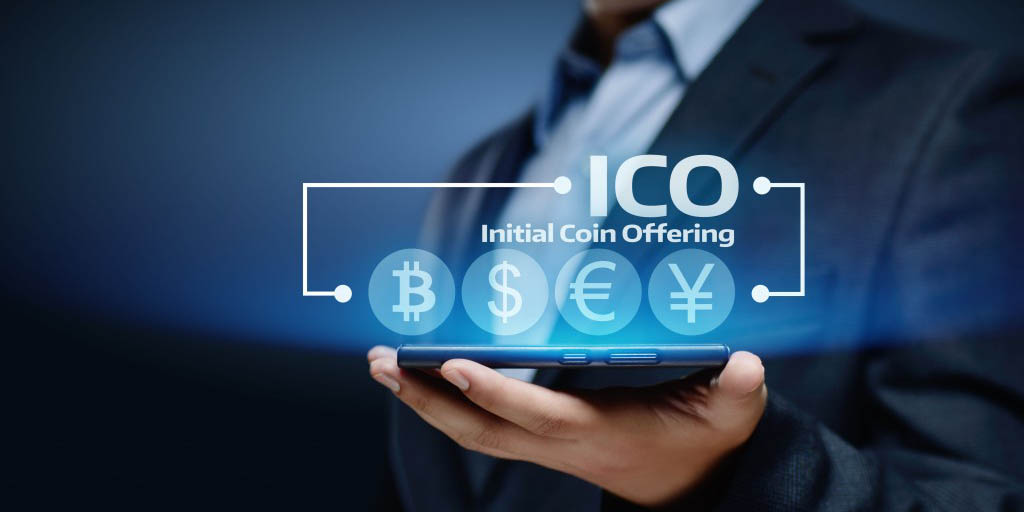 ICO
Initial Coin Offering
₿ $ € ¥